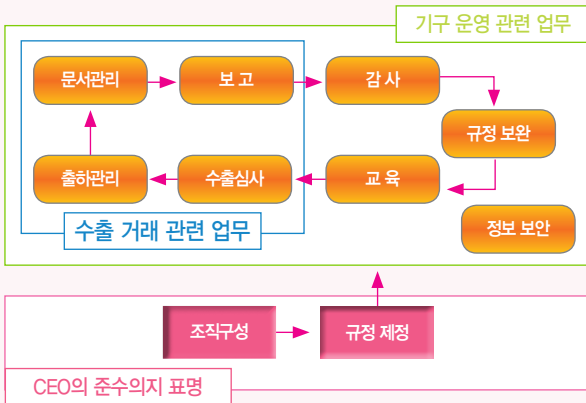 기구 운영 관련 업무
문서관리
보 고
감 사
규정 보완
출하관리
수출심사
교 육
정보 보안
수출 거래 관련 업무
조직구성
규정 제정
CEO의 준수의지 표명